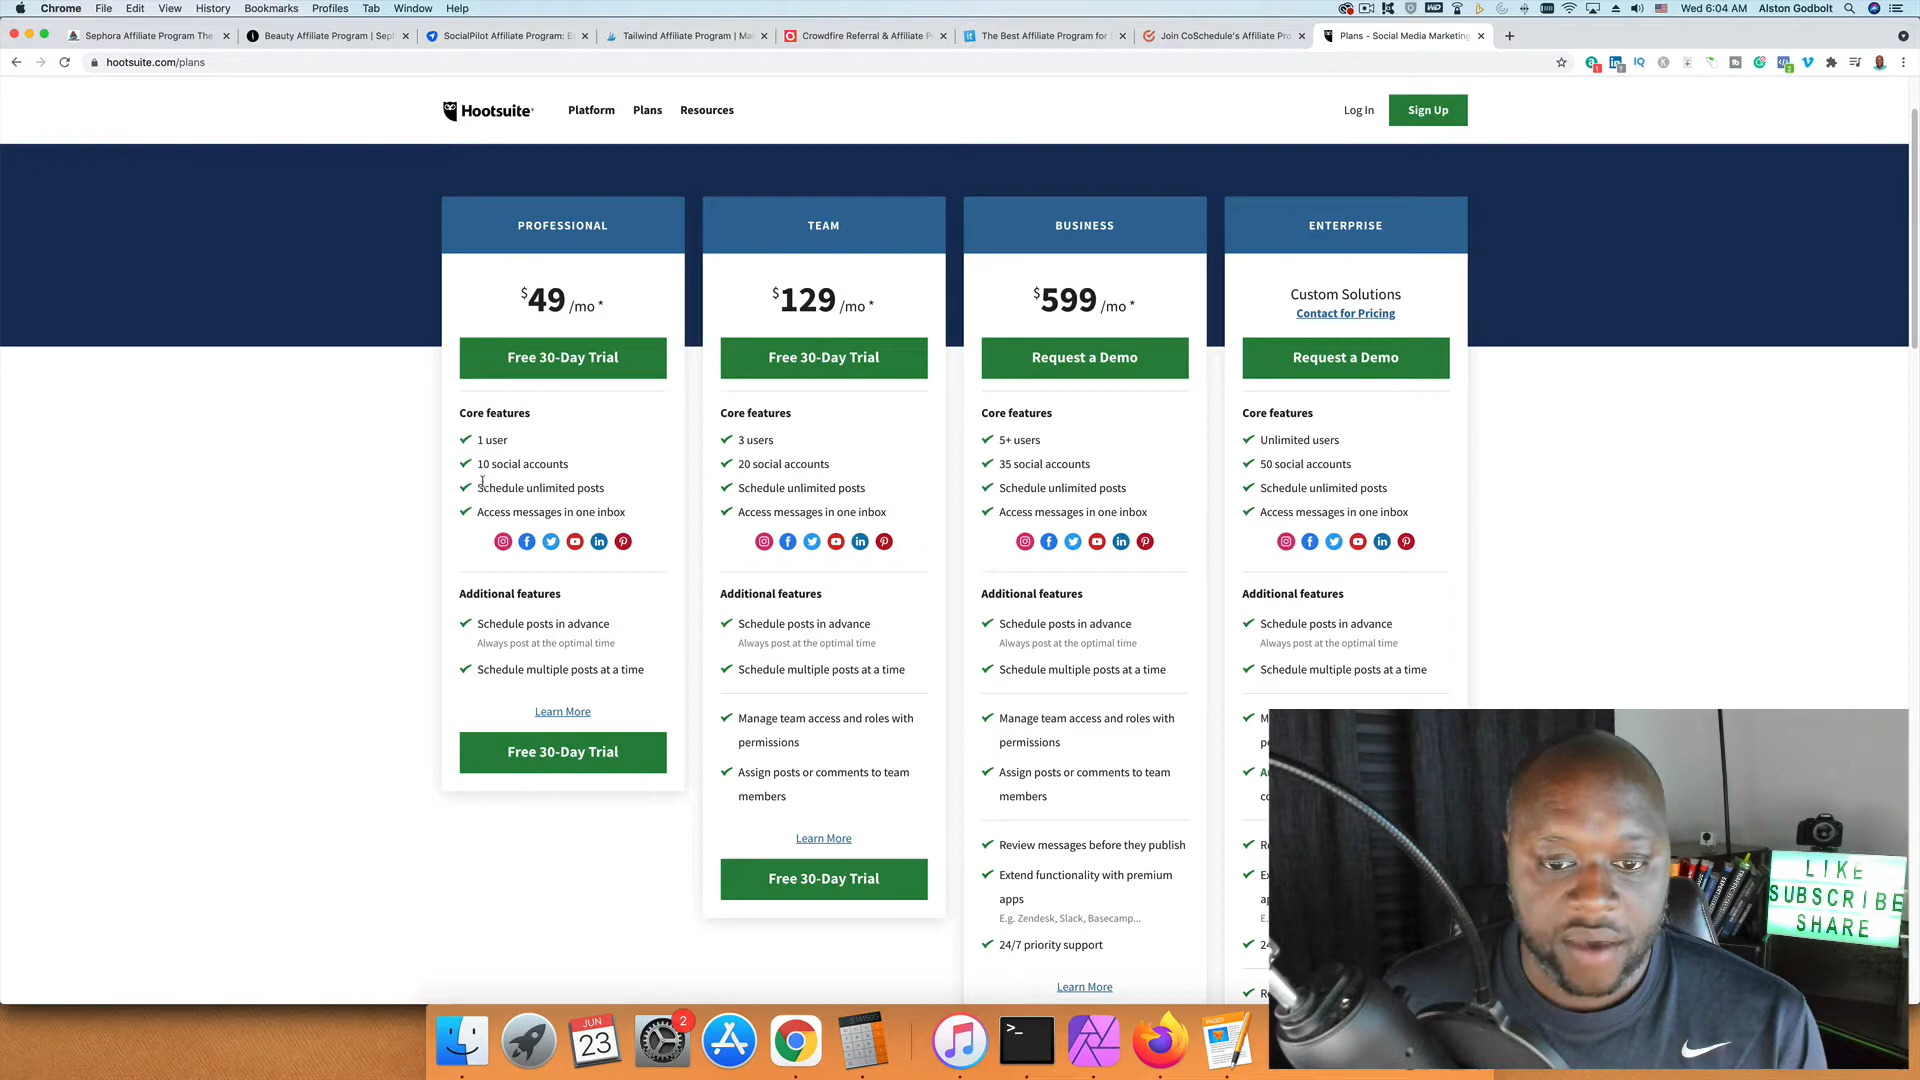 Chrome File Edit View History Bookmarks Profiles Tab Window Help
Wed 6:04 AM Alston Godbolt
Sephora Affiliate Program The
Beauty Affiliate Program | Sep
SocialPilot Affiliate Program: E
Tailwind Affiliate Program | Ma
Crowdfire Referral & Affiliate P
The Best Affiliate Program for
Join CoSchedule's Affiliate Pro
Plans - Social Media Marketing
hootsuite.com/plans
Hootsuite
Platform
Plans
Resources
Log In
Sign Up
PROFESSIONAL
$49 /mo *
Free 30-Day Trial
Core features
1 user
10 social accounts
Schedule unlimited posts
Access messages in one inbox
Additional features
Schedule posts in advance
Always post at the optimal time
Schedule multiple posts at a time
Learn More
Free 30-Day Trial
TEAM
$129 /mo *
Free 30-Day Trial
Core features
3 users
20 social accounts
Schedule unlimited posts
Access messages in one inbox
Additional features
Schedule posts in advance
Always post at the optimal time
Schedule multiple posts at a time
Manage team access and roles with
permissions
Assign posts or comments to team
members
Learn More
Free 30-Day Trial
BUSINESS
$599 /mo *
Request a Demo
Core features
5+ users
35 social accounts
Schedule unlimited posts
Access messages in one inbox
Additional features
Schedule posts in advance
Always post at the optimal time
Schedule multiple posts at a time
Manage team access and roles with
permissions
Assign posts or comments to team
members
Review messages before they publish
Extend functionality with premium
apps
E.g. Zendesk, Slack, Basecamp...
24/7 priority support
Learn More
ENTERPRISE
Custom Solutions
Contact for Pricing
Request a Demo
Core features
Unlimited users
50 social accounts
Schedule unlimited posts
Access messages in one inbox
Additional features
Schedule posts in advance
Always post at the optimal time
Schedule multiple posts at a time
LIKE
SUBSCRIBE
SHARE
JUN
23
2
PAGES